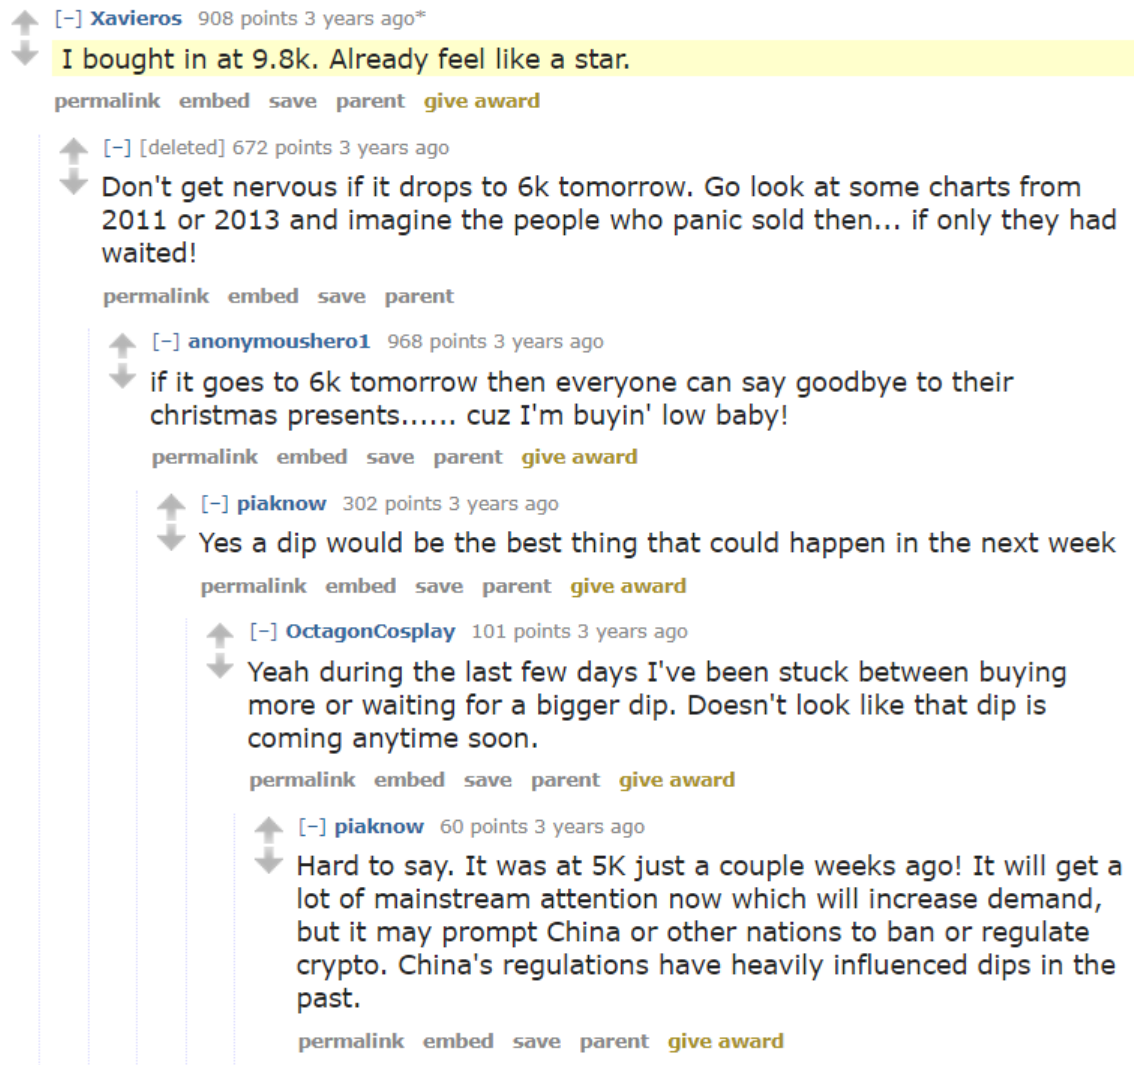 [-] Xavieros 908 points 3 years ago*
I bought in at 9.8k. Already feel like a star.
permalink embed save parent give award
[-] [deleted] 672 points 3 years ago
Don't get nervous if it drops to 6k tomorrow. Go look at some charts from
2011 or 2013 and imagine the people who panic sold then... if only they had
waited!
permalink embed save parent
[-] anonymoushero1 968 points 3 years ago
if it goes to 6k tomorrow then everyone can say goodbye to their
christmas presents...... cuz I'm buyin' low baby!
permalink embed save parent give award
[-] piaknow 302 points 3 years ago
Yes a dip would be the best thing that could happen in the next week
permalink embed save parent give award
[-] OctagonCosplay 101 points 3 years ago
Yeah during the last few days I've been stuck between buying
more or waiting for a bigger dip. Doesn't look like that dip is
coming anytime soon.
permalink embed save parent give award
[-] piaknow 60 points 3 years ago
Hard to say. It was at 5K just a couple weeks ago! It will get a
lot of mainstream attention now which will increase demand,
but it may prompt China or other nations to ban or regulate
crypto. China's regulations have heavily influenced dips in the
past.
permalink embed save parent give award